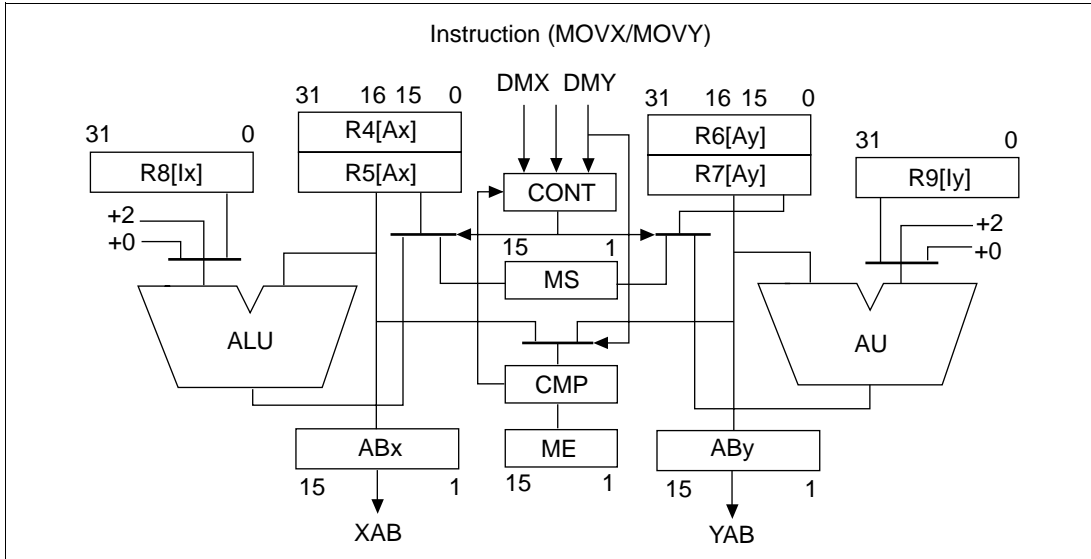 Instruction (MOVX/MOVY)
DMX DMY
31 16 15 0
31 16 15 0
R4[Ax]
R6[Ay]
31 0
31 0
R5[Ax]
R7[Ay]
R8[Ix]
CONT
R9[Iy]
+2
+2
+0
+0
15 1
MS
ALU
AU
CMP
ABx
ME
ABy
15 1
15 1
15 1
XAB
YAB